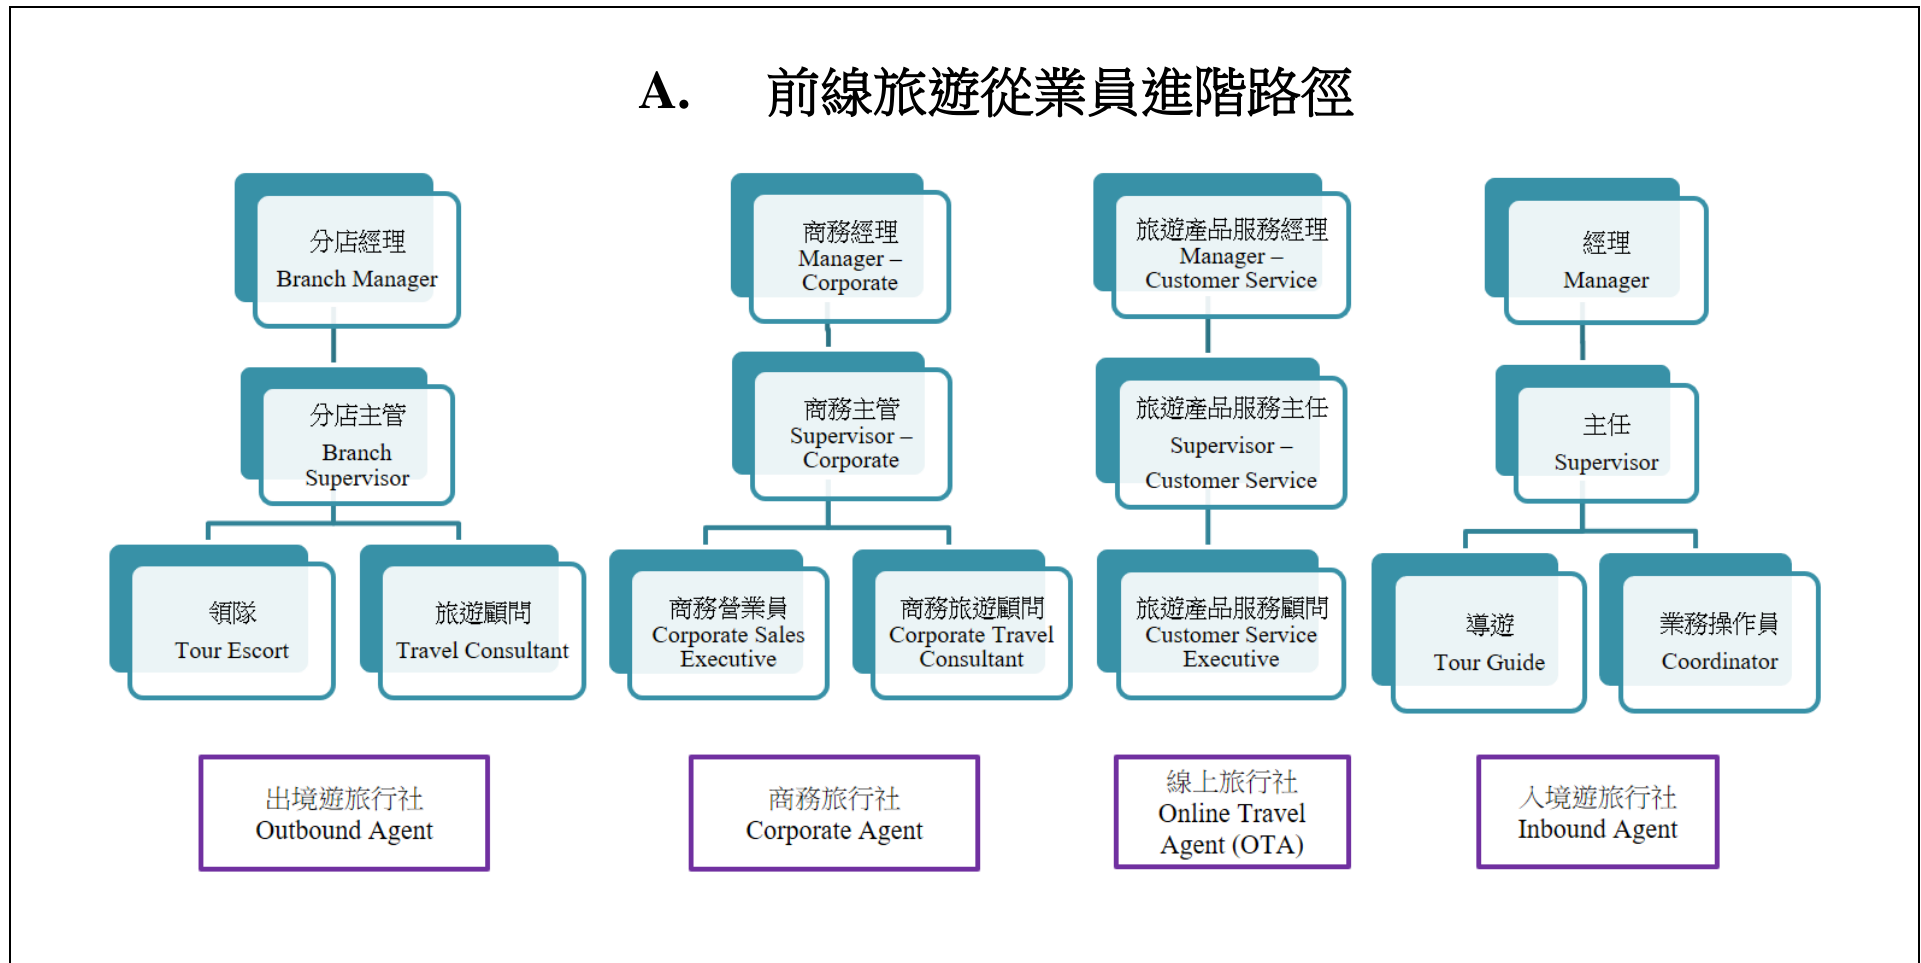 A. 前線旅遊從業員進階路徑
分店經理
Branch Manager
分店主管
Branch
Supervisor
領隊
Tour Escort
旅遊顧問
Travel Consultant
出境遊旅行社
Outbound Agent
商務經理
Manager –
Corporate
商務主管
Supervisor –
Corporate
商務營業員
Corporate Sales
Executive
商務旅遊顧問
Corporate Travel
Consultant
商務旅行社
Corporate Agent
旅遊產品服務經理
Manager –
Customer Service
旅遊產品服務主任
Supervisor –
Customer Service
旅遊產品服務顧問
Customer Service
Executive
線上旅行社
Online Travel
Agent (OTA)
經理
Manager
主任
Supervisor
導遊
Tour Guide
業務操作員
Coordinator
入境遊旅行社
Inbound Agent